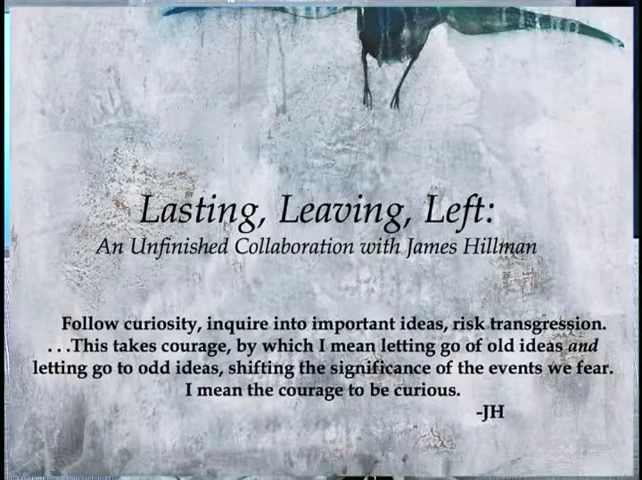 Lasting, Leaving, Left:
An Unfinished Collaboration with James Hillman
Follow curiosity, inquire into important ideas, risk transgression.
. . .This takes courage, by which I mean letting go of old ideas and
letting go to odd ideas, shifting the significance of the events we fear.
I mean the courage to be curious.
-JH